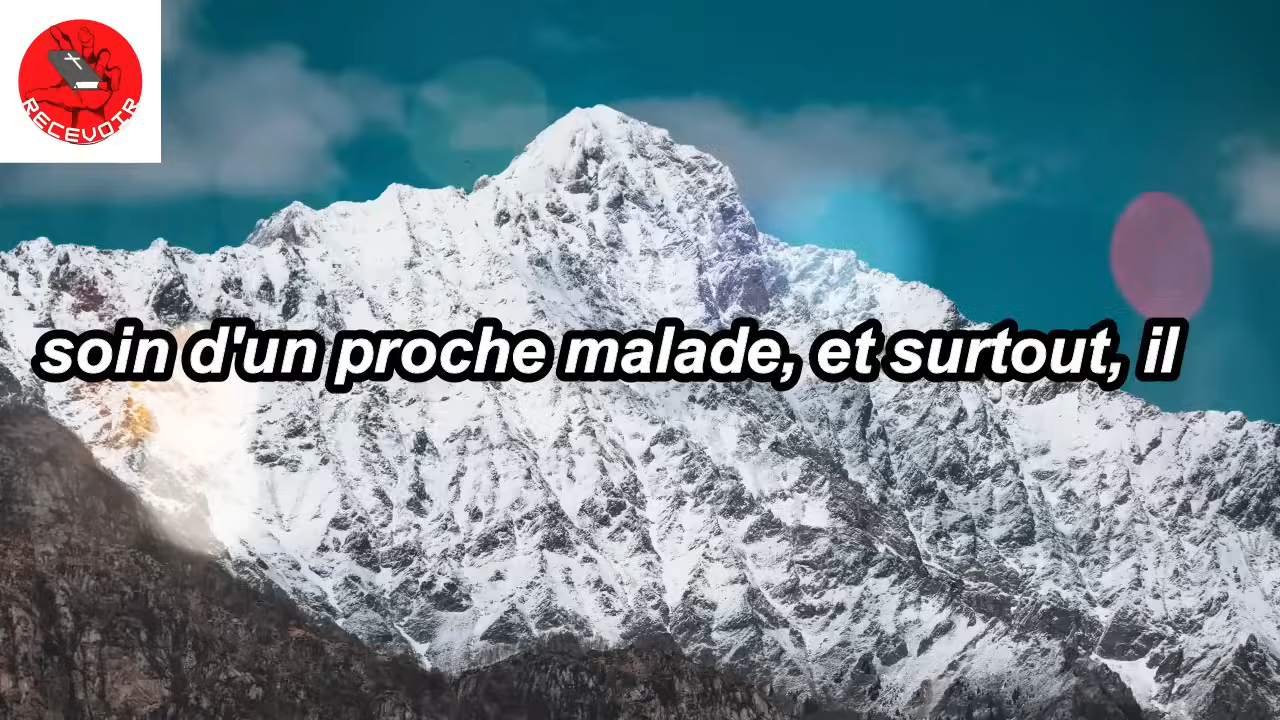 RECEVOIR
soin d'un proche malade, et surtout, il